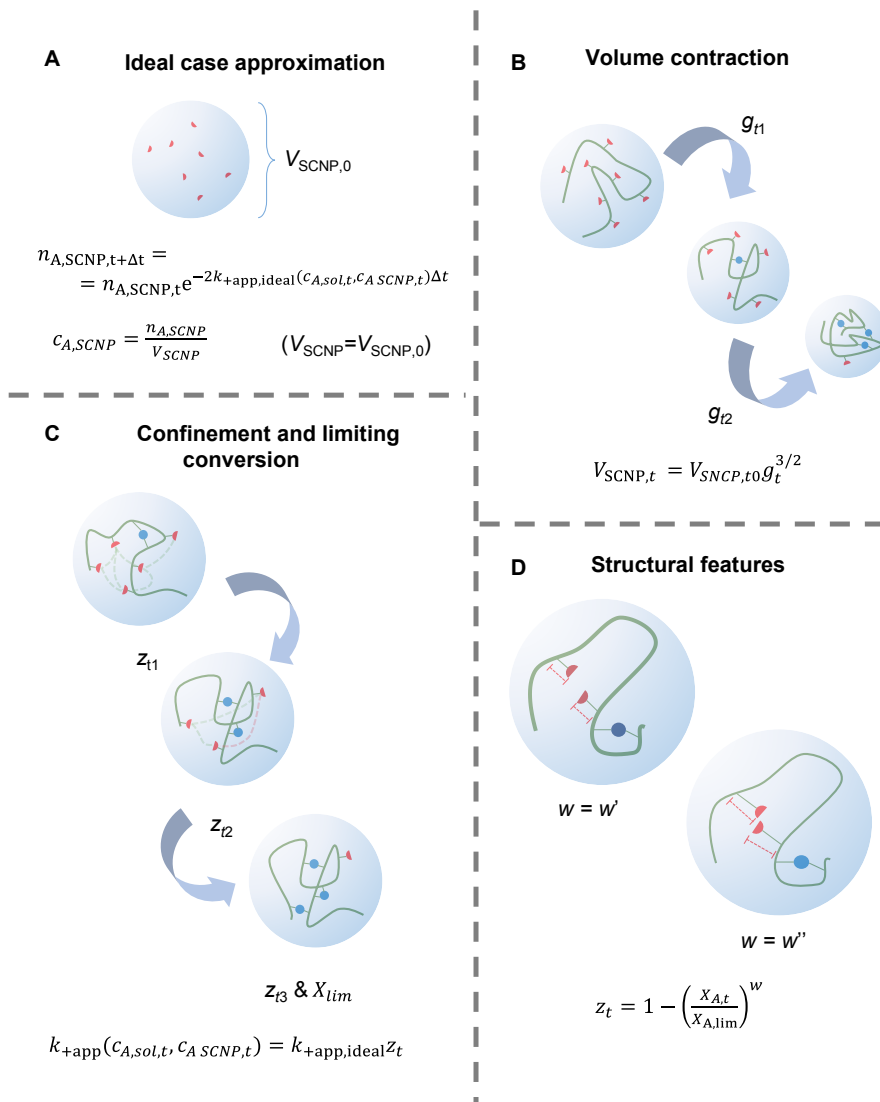 A
Ideal case approximation
V_SCNP,0
n_A,SCNP,t+Δt =
= n_A,SCNP,t e^−2k_+app,ideal(c_A,sol,t,c_A SCNP,t)Δt
c_A,SCNP = n_A,SCNP / V_SCNP (V_SCNP=V_SCNP,0)
B
Volume contraction
g_t1
g_t2
V_SCNP,t = V_SNCP,t0 g_t^3/2
C
Confinement and limiting
conversion
z_t1
z_t2
z_t3 & X_lim
k_+app(c_A,sol,t, c_A SCNP,t) = k_+app,ideal z_t
D
Structural features
w = w'
w = w''
z_t = 1 − (X_A,t / X_A,lim)^w